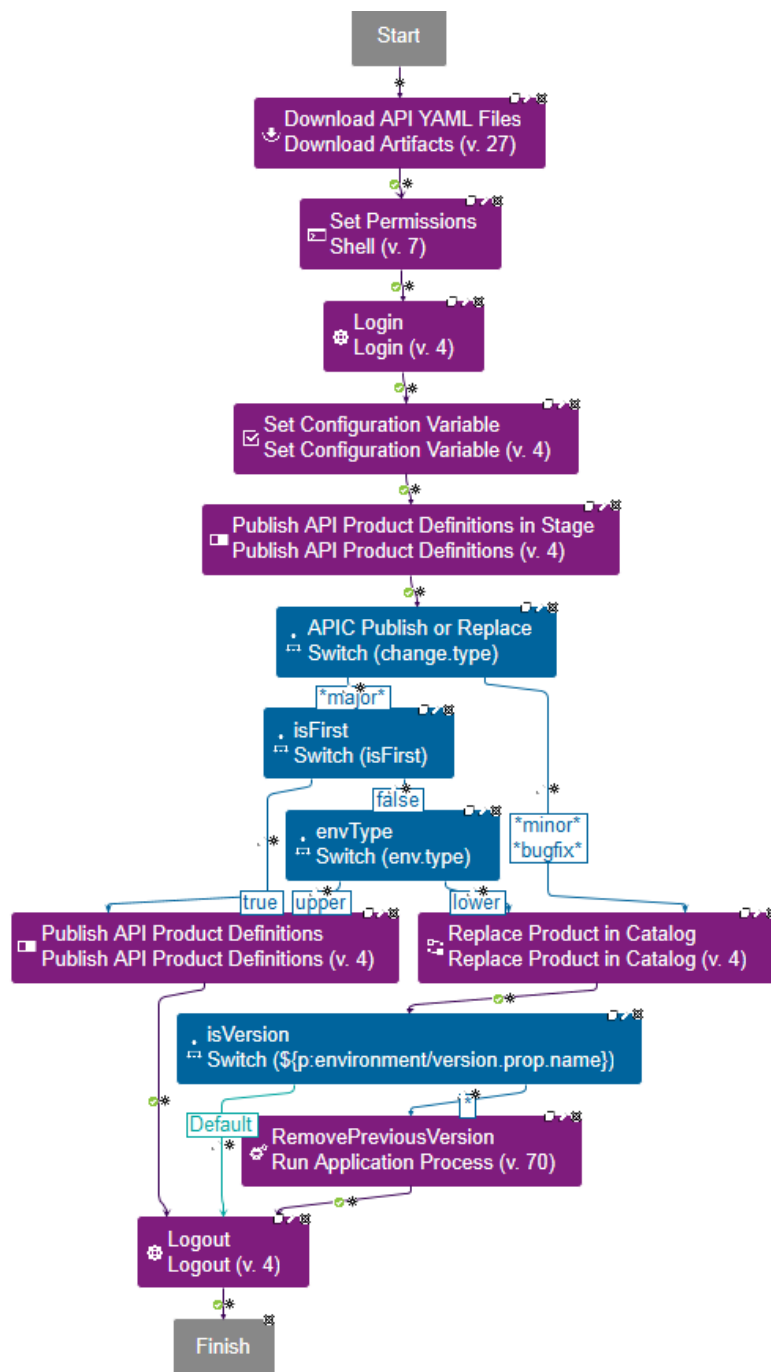 Start
Download API YAML Files
Download Artifacts (v. 27)
Set Permissions
Shell (v. 7)
Login
Login (v. 4)
Set Configuration Variable
Set Configuration Variable (v. 4)
Publish API Product Definitions in Stage
Publish API Product Definitions (v. 4)
APIC Publish or Replace
Switch (change.type)
*major*
isFirst
Switch (isFirst)
false
*minor*
*bugfix*
envType
Switch (env.type)
true
upper
lower
Publish API Product Definitions
Publish API Product Definitions (v. 4)
Replace Product in Catalog
Replace Product in Catalog (v. 4)
isVersion
Switch (${p:environment/version.prop.name})
*
Default
RemovePreviousVersion
Run Application Process (v. 70)
Logout
Logout (v. 4)
Finish